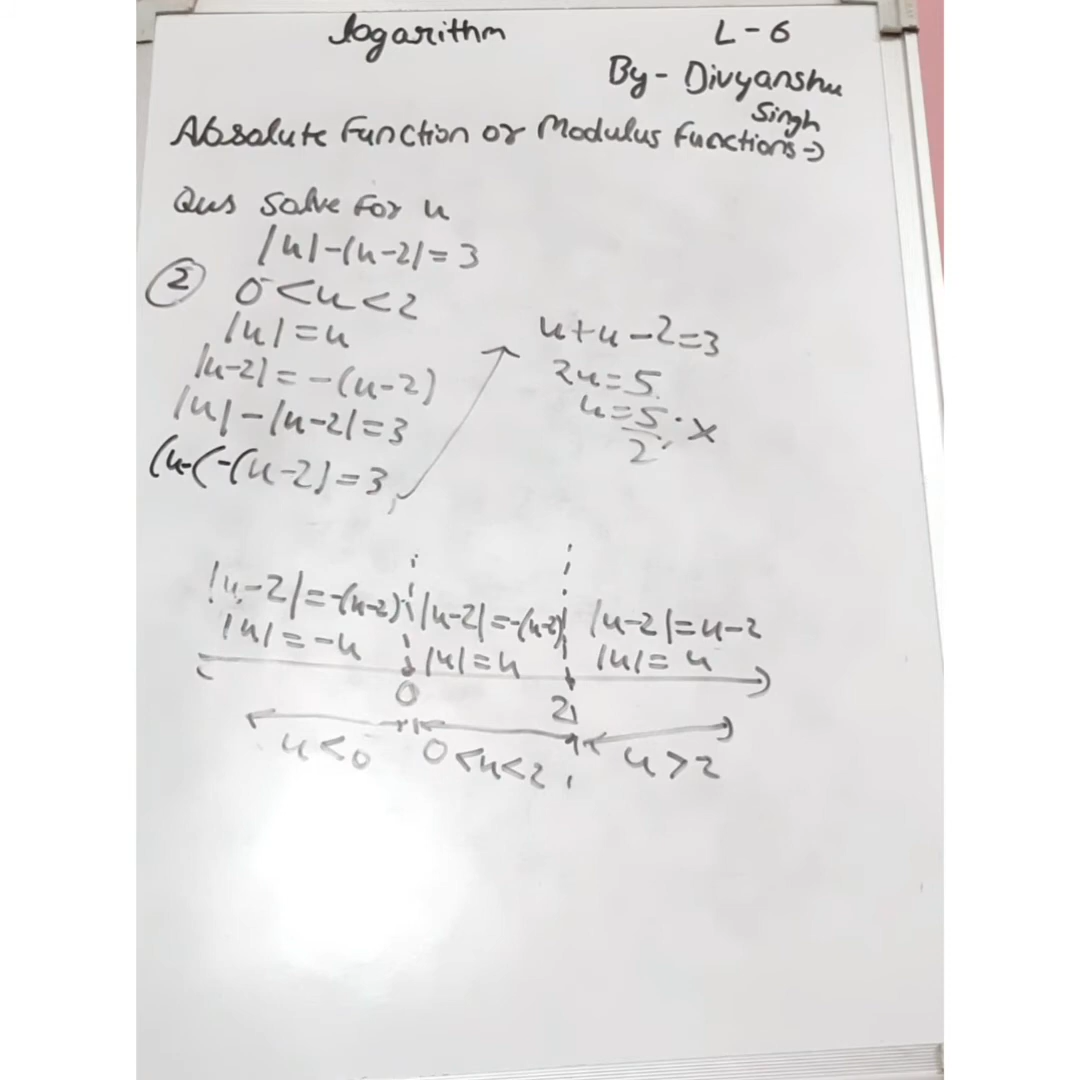 logarithm L-6
By- Divyanshu
Singh
Absolute Function or Modulus Functions→
Qus Solve for u
|u|-|u-2|=3
② 0<u<2
|u|=u
|u-2|=-(u-2)
|u|-|u-2|=3
(u-(-(u-2)=3,
u+u-2=3
2u=5
u=5/2 x
|u-2|=-(u-2) |u-2|=-(u-2) |u-2|=u-2
|u|=-u |u|=u |u|=u
0 2
u<0 0<u<2 u>2